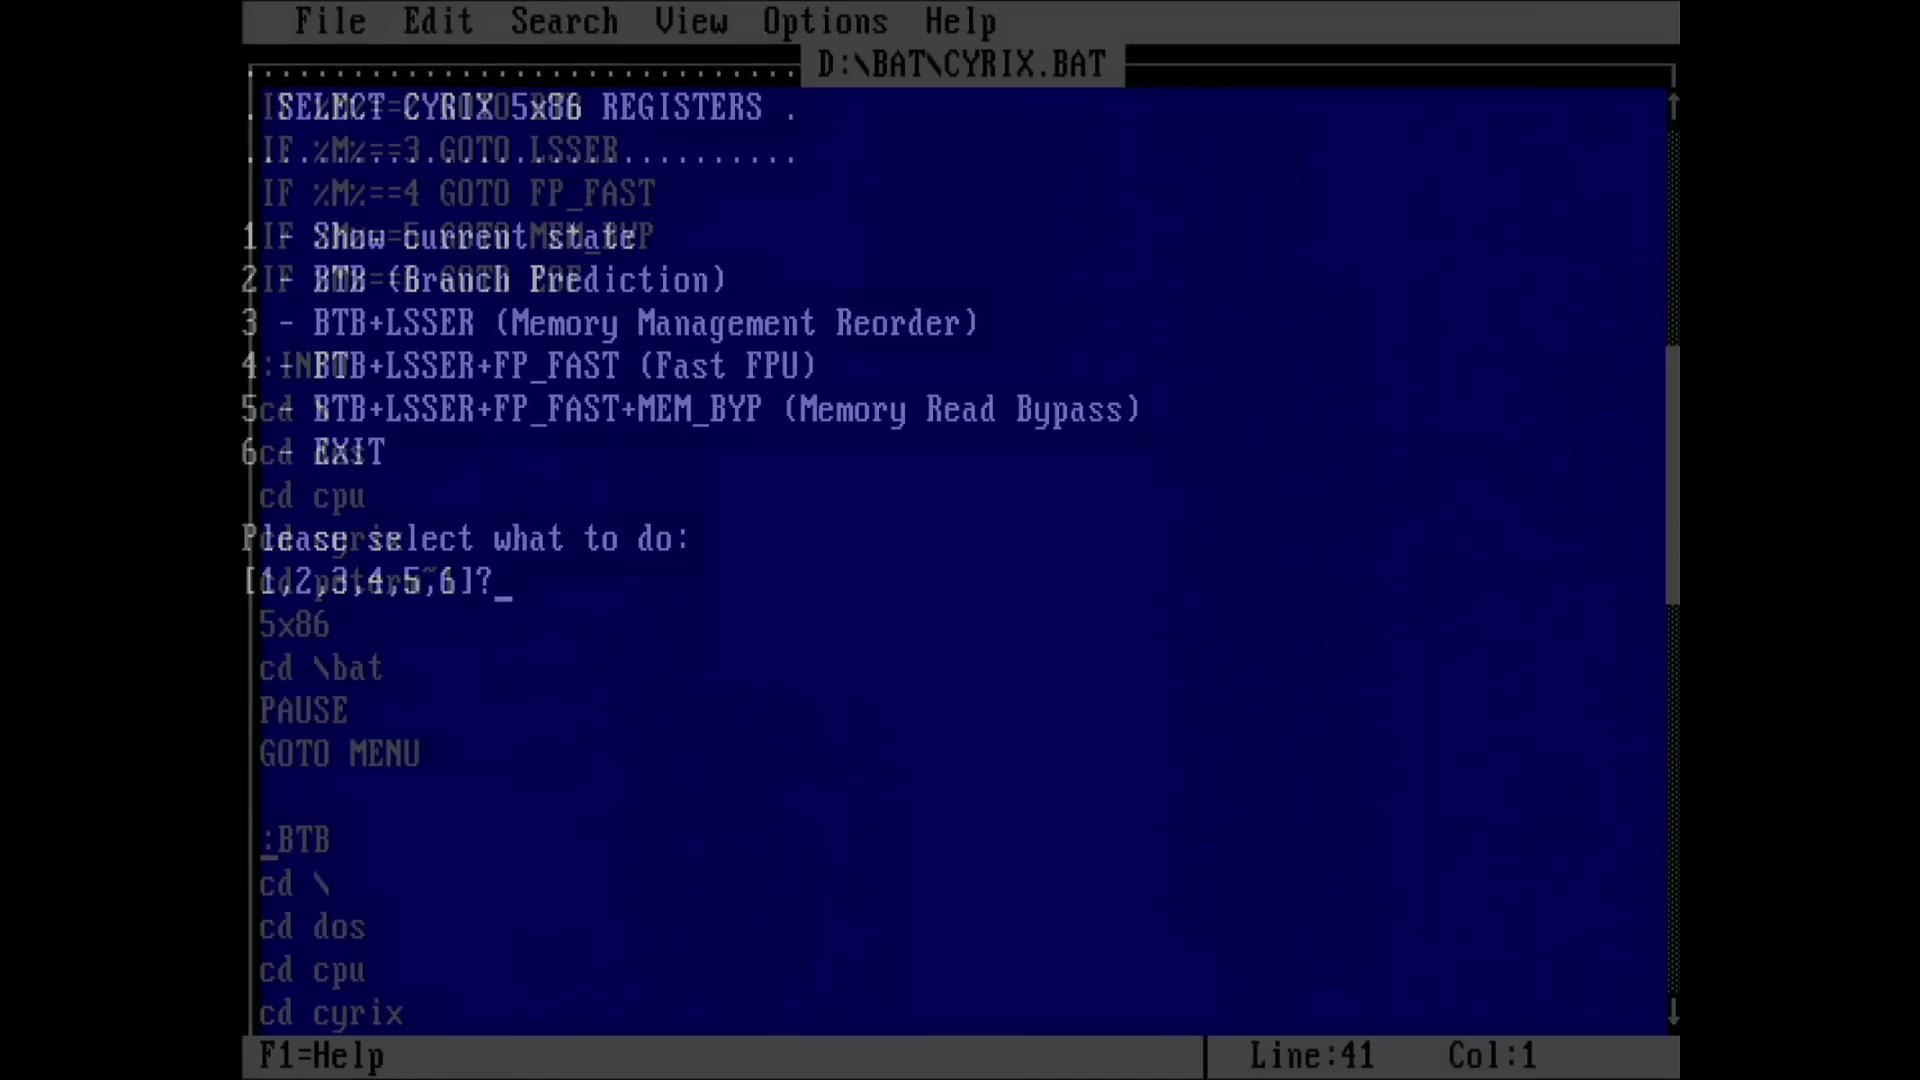 File Edit Search View Options Help
D:\BAT\CYRIX.BAT
. SELECT CYRIX 5x86 REGISTERS .
IF %M%==3 GOTO LSSER
IF %M%==4 GOTO FP_FAST
1 - Show current state
2 - BTB (Branch Prediction)
3 - BTB+LSSER (Memory Management Reorder)
4 - BTB+LSSER+FP_FAST (Fast FPU)
5 - BTB+LSSER+FP_FAST+MEM_BYP (Memory Read Bypass)
6 - EXIT
cd cpu
Please select what to do:
[1,2,3,4,5,6]?_
5x86
cd \bat
PAUSE
GOTO MENU
:BTB
cd \
cd dos
cd cpu
cd cyrix
F1=Help Line:41 Col:1